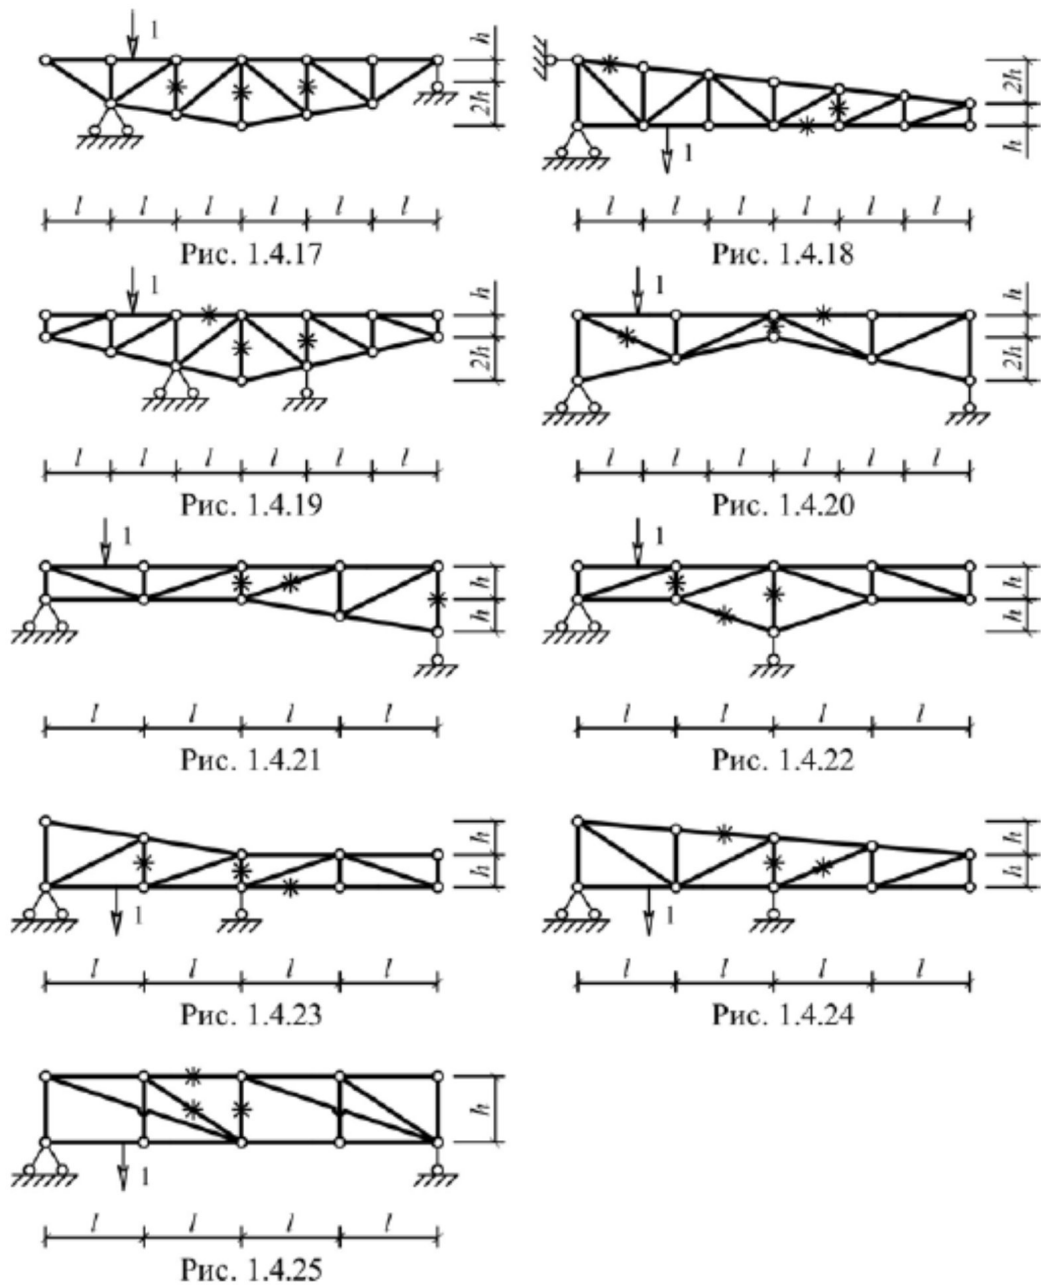 1 h 1
2h 2h
1 h
l l l l l l l l l l l l
Рис. 1.4.17 Рис. 1.4.18
1 h 1 h
2h 2h
l l l l l l l l l l l l
Рис. 1.4.19 Рис. 1.4.20
1 1
h h
h h
l l l l l l l l
Рис. 1.4.21 Рис. 1.4.22
h h
h h
1 1
l l l l l l l l
Рис. 1.4.23 Рис. 1.4.24
h
1
l l l l
Рис. 1.4.25